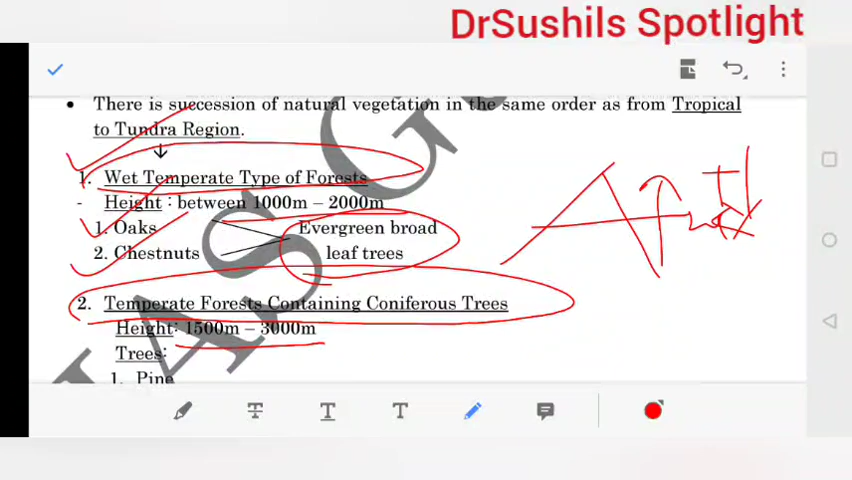 DrSushils Spotlight
• There is succession of natural vegetation in the same order as from Tropical
to Tundra Region.
↓
1. Wet Temperate Type of Forests
- Height : between 1000m – 2000m
1. Oaks
Evergreen broad
2. Chestnuts
leaf trees
2. Temperate Forests Containing Coniferous Trees
Height: 1500m – 3000m
Trees:
1. Pine